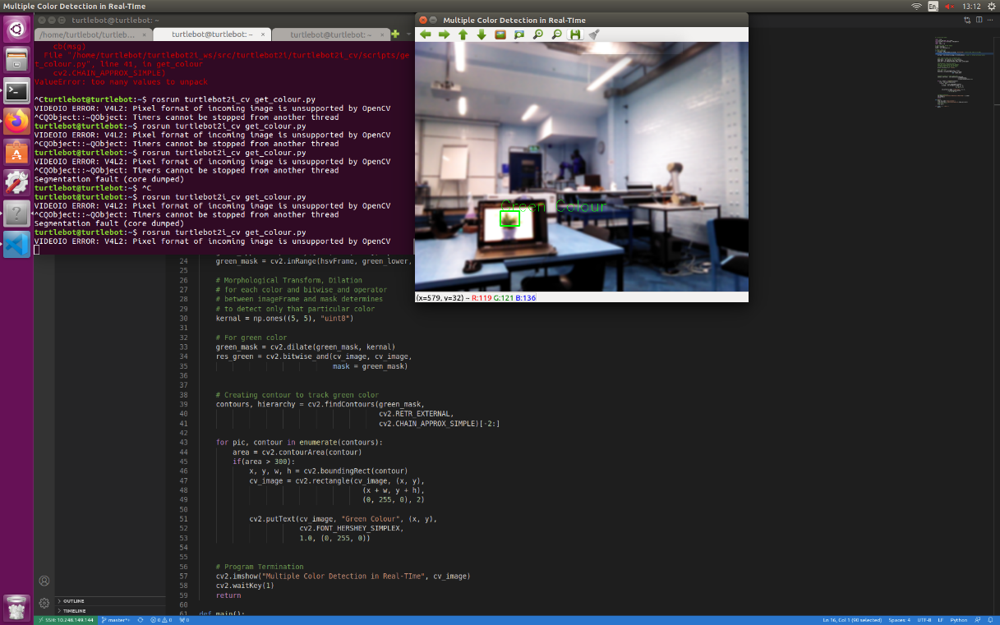 Multiple Color Detection in Real-TIme
En
13:12
turtlebot@turtlebot: ~
/home/turtlebot/turtleb... ×
turtlebot@turtlebot: ~ ×
turtlebot@turtlebot: ~ ×
cb(msg)
File "/home/turtlebot/turtlebot2i_ws/src/turtlebot2i/turtlebot2i_cv/scripts/ge
t_colour.py", line 41, in get_colour
cv2.CHAIN_APPROX_SIMPLE)
ValueError: too many values to unpack
^Cturtlebot@turtlebot:~$ rosrun turtlebot2i_cv get_colour.py
VIDEOIO ERROR: V4L2: Pixel format of incoming image is unsupported by OpenCV
^CQObject::~QObject: Timers cannot be stopped from another thread
turtlebot@turtlebot:~$ rosrun turtlebot2i_cv get_colour.py
VIDEOIO ERROR: V4L2: Pixel format of incoming image is unsupported by OpenCV
^CQObject::~QObject: Timers cannot be stopped from another thread
turtlebot@turtlebot:~$ rosrun turtlebot2i_cv get_colour.py
VIDEOIO ERROR: V4L2: Pixel format of incoming image is unsupported by OpenCV
^CQObject::~QObject: Timers cannot be stopped from another thread
Segmentation fault (core dumped)
turtlebot@turtlebot:~$ ^C
turtlebot@turtlebot:~$ rosrun turtlebot2i_cv get_colour.py
VIDEOIO ERROR: V4L2: Pixel format of incoming image is unsupported by OpenCV
^CQObject::~QObject: Timers cannot be stopped from another thread
Segmentation fault (core dumped)
turtlebot@turtlebot:~$ rosrun turtlebot2i_cv get_colour.py
VIDEOIO ERROR: V4L2: Pixel format of incoming image is unsupported by OpenCV
Multiple Color Detection in Real-TIme
Green Colour
(x=579, y=32) ~ R:119 G:121 B:136
24 green_mask = cv2.inRange(hsvFrame, green_lower,
25
26 # Morphological Transform, Dilation
27 # for each color and bitwise_and operator
28 # between imageFrame and mask determines
29 # to detect only that particular color
30 kernal = np.ones((5, 5), "uint8")
31
32 # For green color
33 green_mask = cv2.dilate(green_mask, kernal)
34 res_green = cv2.bitwise_and(cv_image, cv_image,
35 mask = green_mask)
36
37
38 # Creating contour to track green color
39 contours, hierarchy = cv2.findContours(green_mask,
40 cv2.RETR_EXTERNAL,
41 cv2.CHAIN_APPROX_SIMPLE)[-2:]
42
43 for pic, contour in enumerate(contours):
44 area = cv2.contourArea(contour)
45 if(area > 300):
46 x, y, w, h = cv2.boundingRect(contour)
47 cv_image = cv2.rectangle(cv_image, (x, y),
48 (x + w, y + h),
49 (0, 255, 0), 2)
50
51 cv2.putText(cv_image, "Green Colour", (x, y),
52 cv2.FONT_HERSHEY_SIMPLEX,
53 1.0, (0, 255, 0))
54
55
56 # Program Termination
57 cv2.imshow("Multiple Color Detection in Real-TIme", cv_image)
58 cv2.waitKey(1)
59 return
60
61 def main():
OUTLINE
TIMELINE
SSH: 10.248.149.144 master*+ 0 0 0 Ln 16, Col 1 (90 selected) Spaces: 4 UTF-8 LF Python